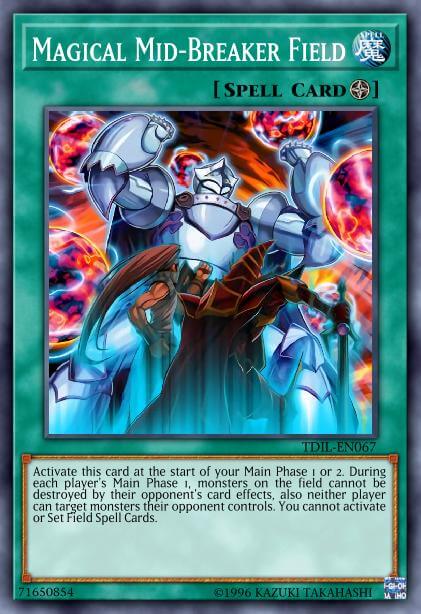 Magical Mid-Breaker Field
SPELL
魔
[Spell Card]
TDIL-EN067
Activate this card at the start of your Main Phase 1 or 2. During
each player's Main Phase 1, monsters on the field cannot be
destroyed by their opponent's card effects, also neither player
can target monsters their opponent controls. You cannot activate
or Set Field Spell Cards.
71650854
©1996 KAZUKI TAKAHASHI